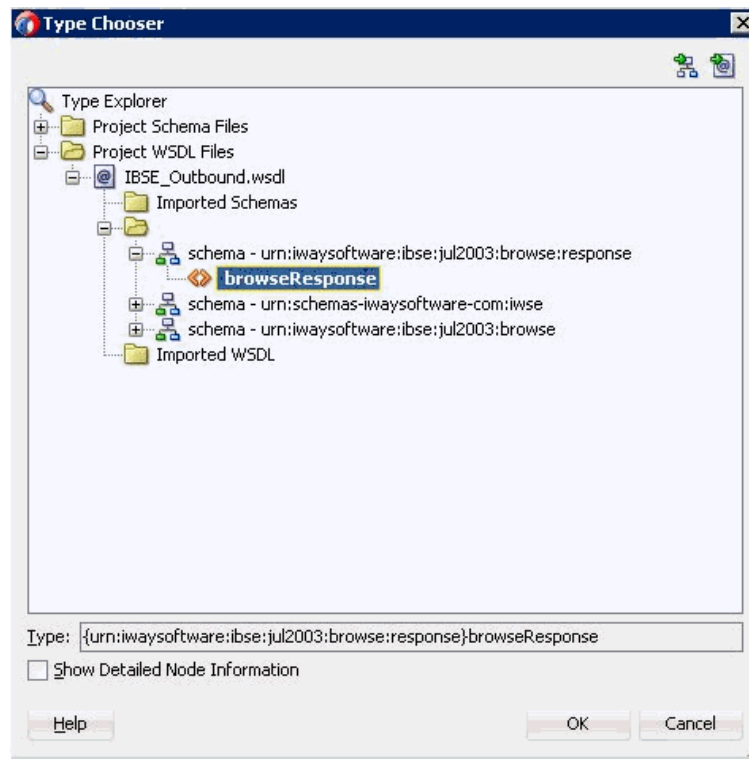 Type Chooser
Type Explorer
Project Schema Files
Project WSDL Files
IBSE_Outbound.wsdl
Imported Schemas
schema - urn:iwaysoftware:ibse:jul2003:browse:response
browseResponse
schema - urn:schemas-iwaysoftware-com:iwse
schema - urn:iwaysoftware:ibse:jul2003:browse
Imported WSDL
Type: {urn:iwaysoftware:ibse:jul2003:browse:response}browseResponse
Show Detailed Node Information
Help OK Cancel